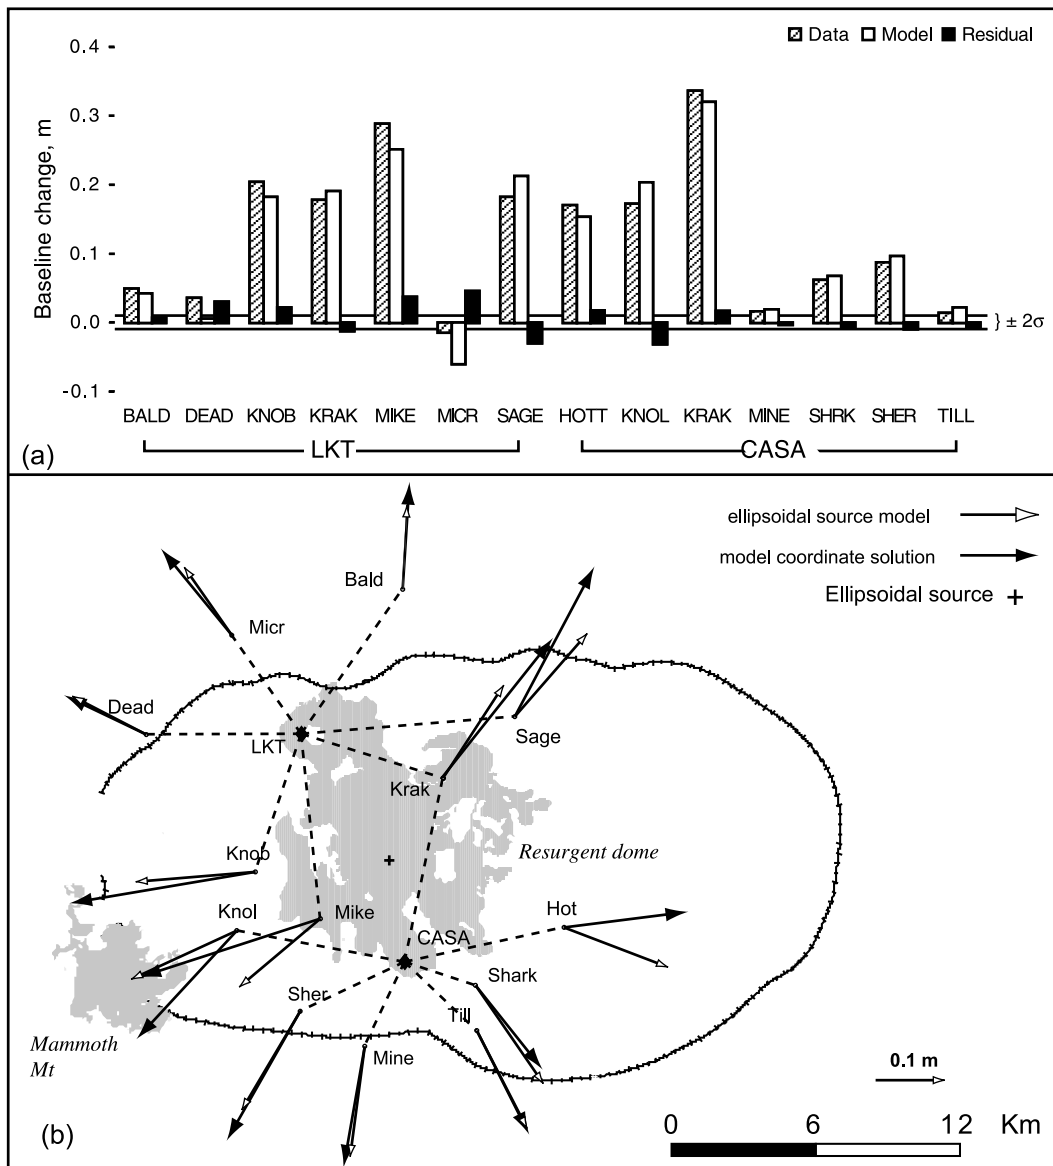 Data Model Residual
0.4
0.3
0.2
0.1
0.0
-0.1
Baseline change, m
} ± 2σ
BALD DEAD KNOB KRAK MIKE MICR SAGE HOTT KNOL KRAK MINE SHRK SHER TILL
LKT CASA
(a)
ellipsoidal source model
model coordinate solution
Ellipsoidal source +
Bald
Micr
Dead
LKT
Sage
Krak
Knob
Resurgent dome
Knol
Mike
Hot
CASA
Shark
Sher
Till
Mammoth
Mt
Mine
0.1 m
0 6 12 Km
(b)